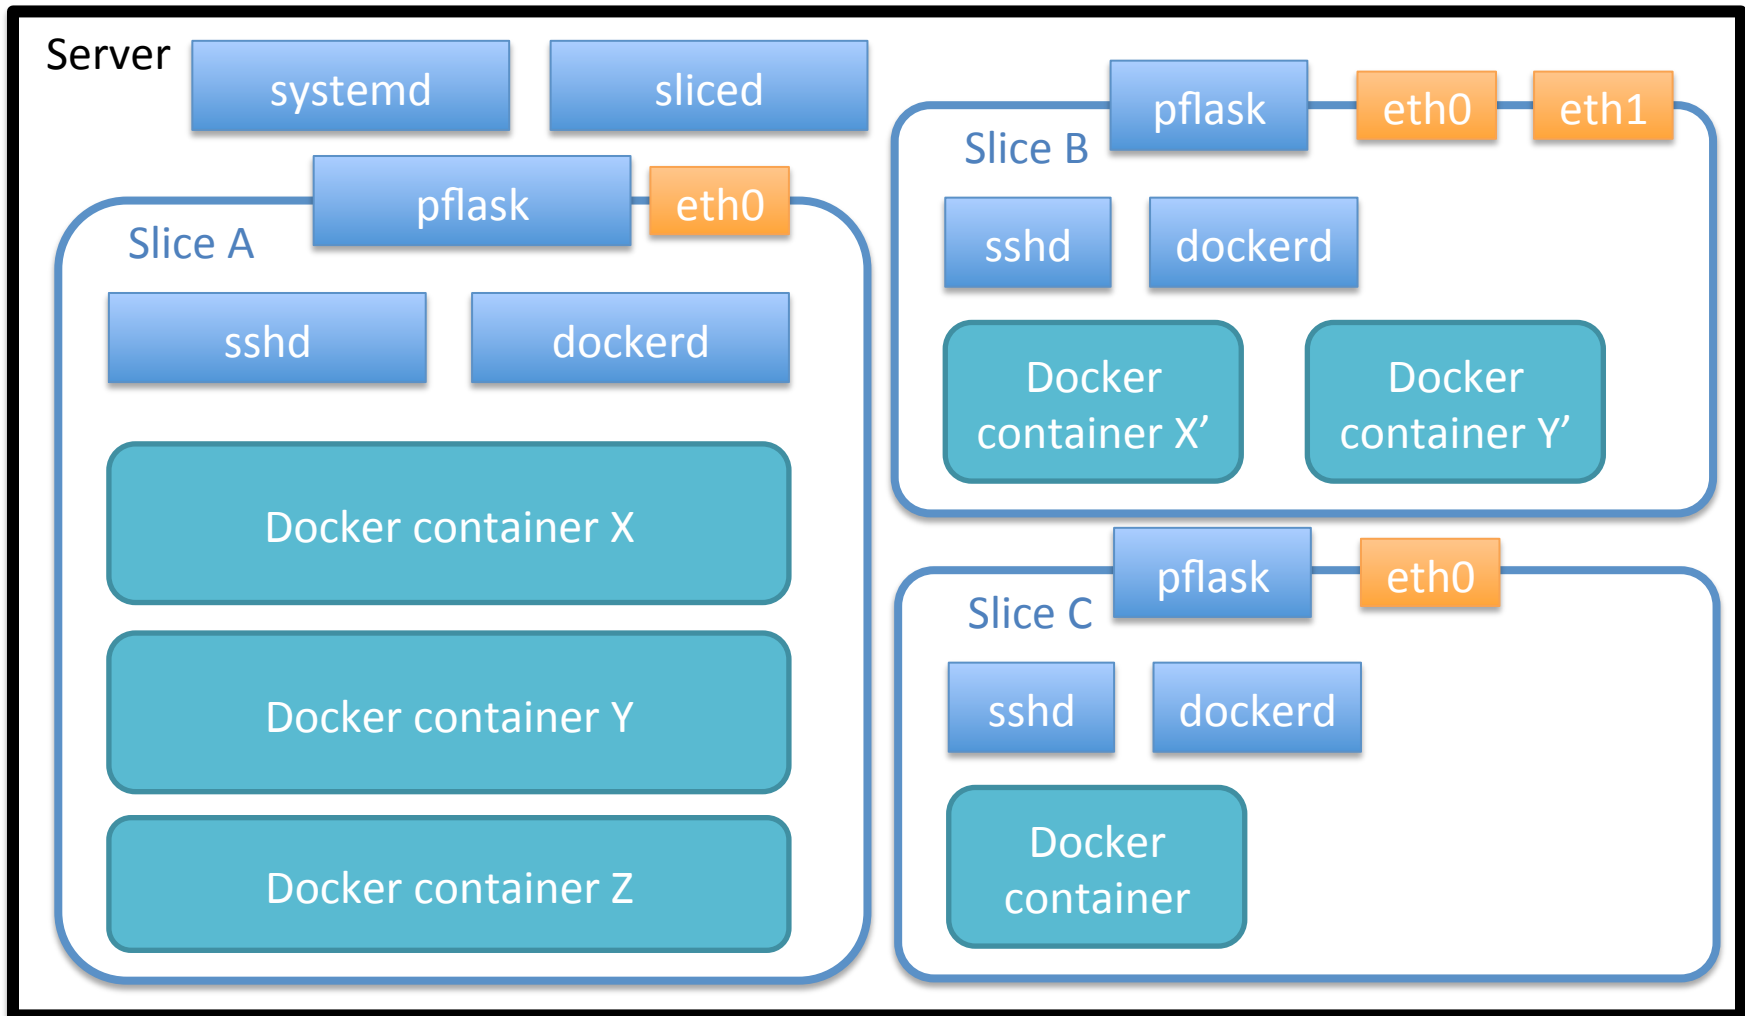 Server
systemd
sliced
pflask
eth0
Slice A
sshd
dockerd
Docker container X
Docker container Y
Docker container Z
pflask
eth0
eth1
Slice B
sshd
dockerd
Docker
container X’
Docker
container Y’
pflask
eth0
Slice C
sshd
dockerd
Docker
container